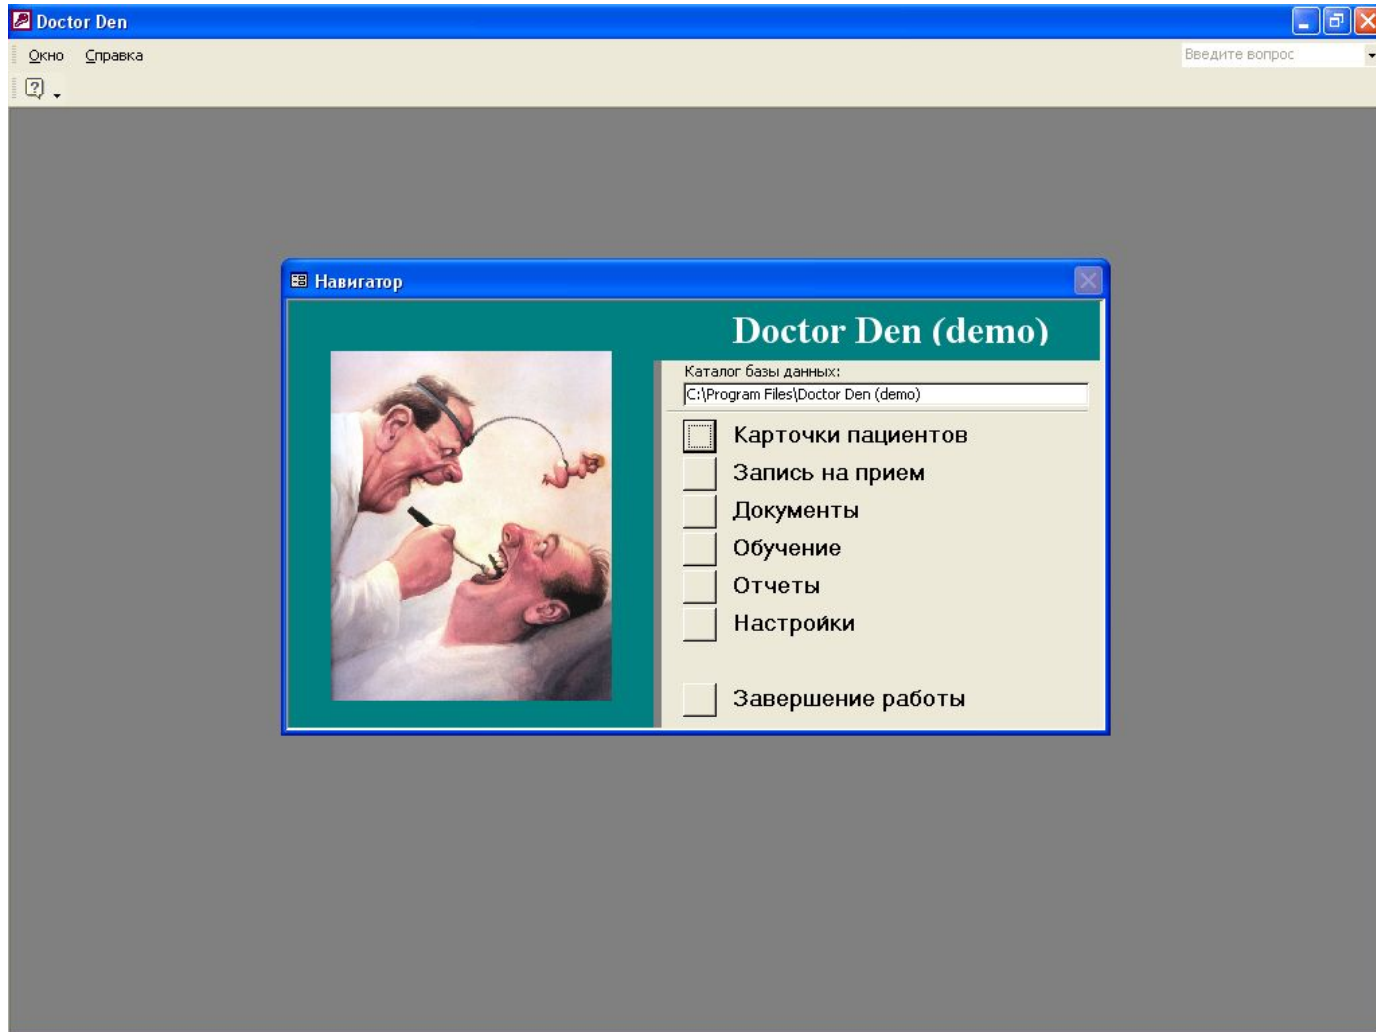 Doctor Den
Окно Справка
Введите вопрос
Навигатор
Doctor Den (demo)
Каталог базы данных:
C:\Program Files\Doctor Den (demo)
Карточки пациентов
Запись на прием
Документы
Обучение
Отчеты
Настройки
Завершение работы